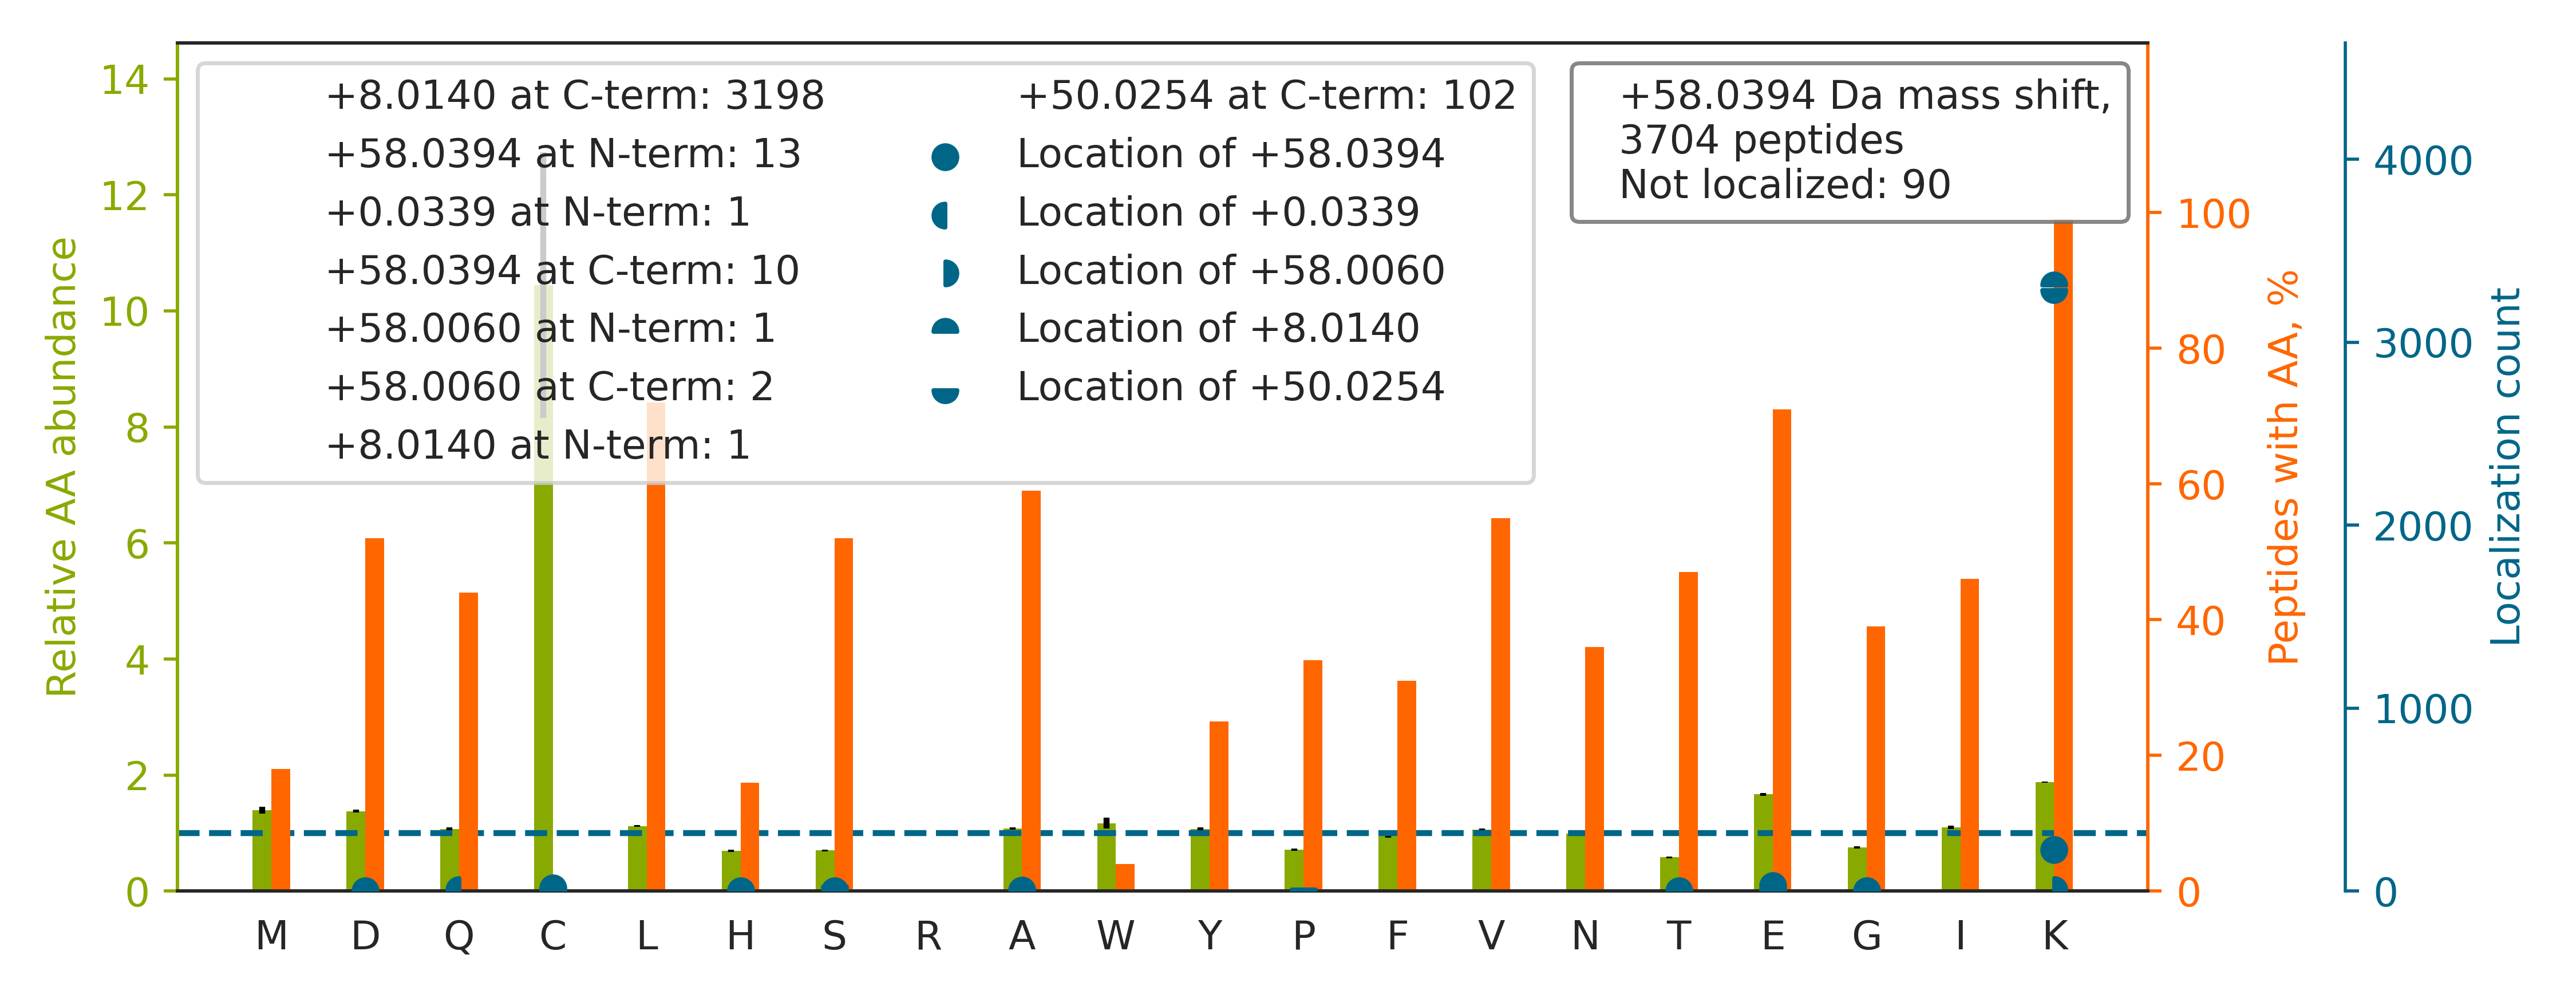 14
12
10
8
6
4
2
0
Relative AA abundance
+8.0140 at C-term: 3198
+58.0394 at N-term: 13
+0.0339 at N-term: 1
+58.0394 at C-term: 10
+58.0060 at N-term: 1
+58.0060 at C-term: 2
+8.0140 at N-term: 1
+50.0254 at C-term: 102
Location of +58.0394
Location of +0.0339
Location of +58.0060
Location of +8.0140
Location of +50.0254
+58.0394 Da mass shift,
3704 peptides
Not localized: 90
100
80
60
40
20
0
Peptides with AA, %
4000
3000
2000
1000
0
Localization count
M D Q C L H S R A W Y P F V N T E G I K